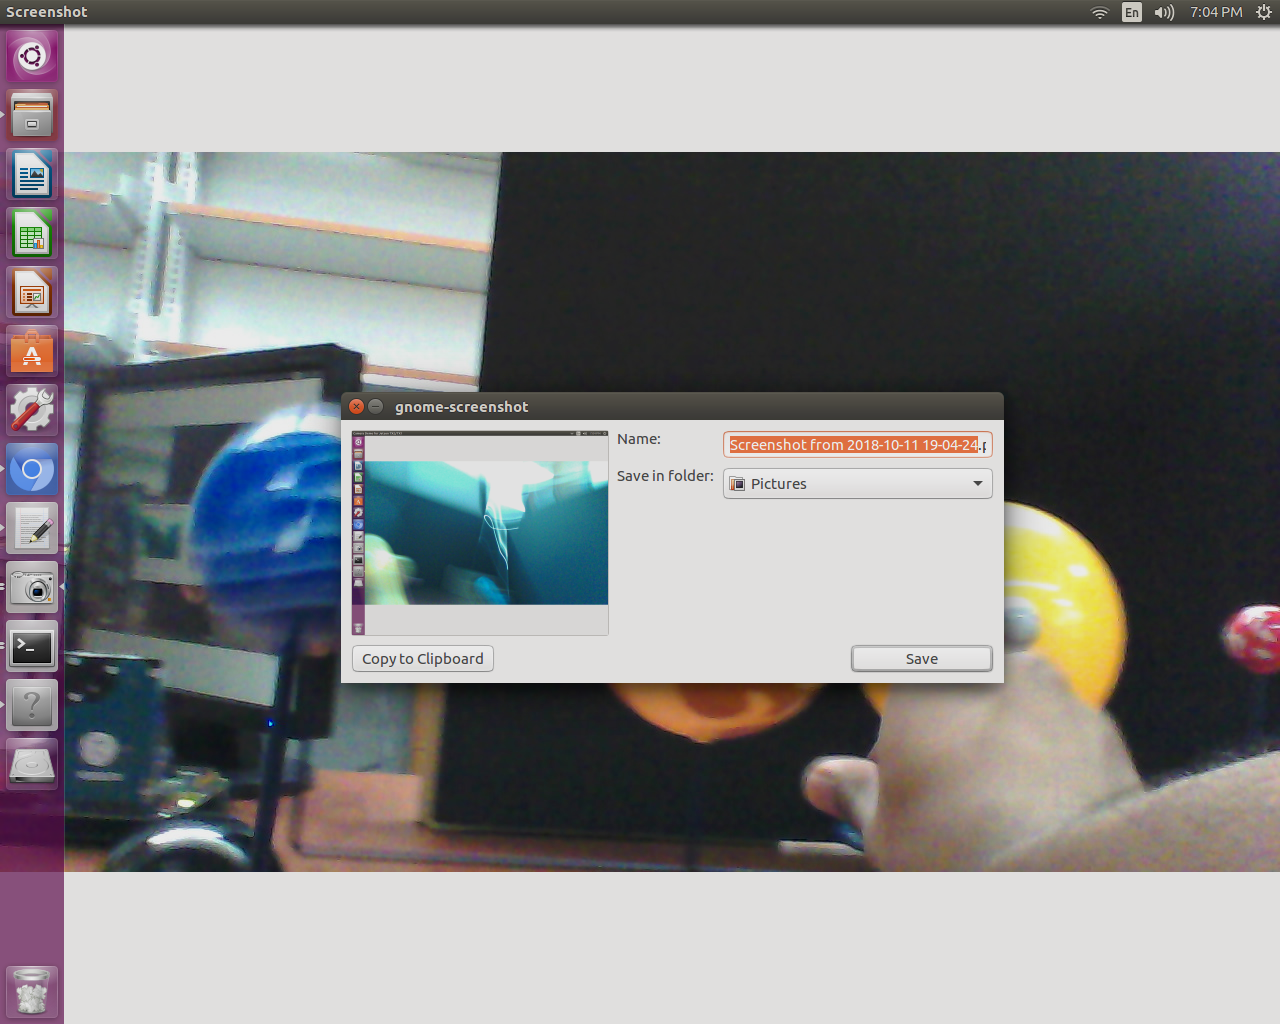 Screenshot
En
7:04 PM
gnome-screenshot
Name:
Screenshot from 2018-10-11 19-04-24.p
Save in folder:
Pictures
Copy to Clipboard
Save